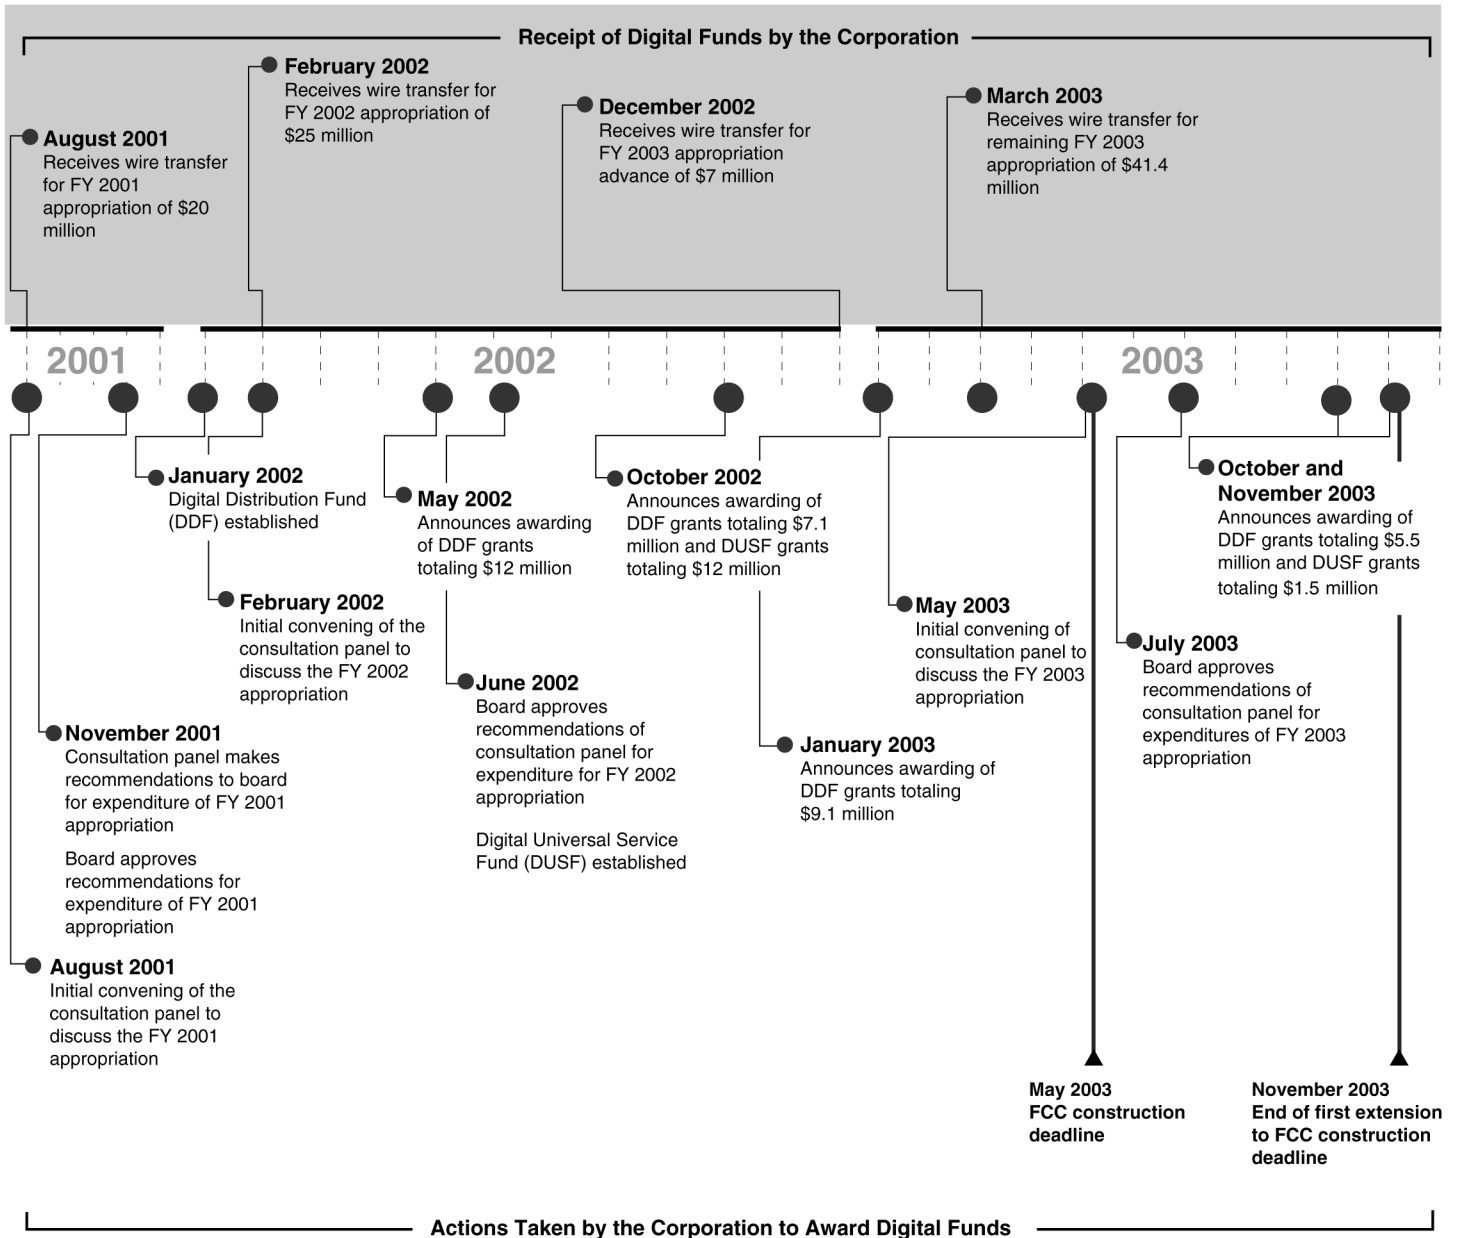 Receipt of Digital Funds by the Corporation
August 2001
Receives wire transfer
for FY 2001
appropriation of $20
million
February 2002
Receives wire transfer for
FY 2002 appropriation of
$25 million
December 2002
Receives wire transfer for
FY 2003 appropriation
advance of $7 million
March 2003
Receives wire transfer for
remaining FY 2003
appropriation of $41.4
million
2001
2002
2003
January 2002
Digital Distribution Fund
(DDF) established
February 2002
Initial convening of the
consultation panel to
discuss the FY 2002
appropriation
November 2001
Consultation panel makes
recommendations to board
for expenditure of FY 2001
appropriation
Board approves
recommendations for
expenditure of FY 2001
appropriation
August 2001
Initial convening of the
consultation panel to
discuss the FY 2001
appropriation
May 2002
Announces awarding
of DDF grants
totaling $12 million
June 2002
Board approves
recommendations of
consultation panel for
expenditure for FY 2002
appropriation
Digital Universal Service
Fund (DUSF) established
October 2002
Announces awarding of
DDF grants totaling $7.1
million and DUSF grants
totaling $12 million
January 2003
Announces awarding of
DDF grants totaling
$9.1 million
May 2003
Initial convening of
consultation panel to
discuss the FY 2003
appropriation
July 2003
Board approves
recommendations of
consultation panel for
expenditures of FY 2003
appropriation
October and
November 2003
Announces awarding of
DDF grants totaling $5.5
million and DUSF grants
totaling $1.5 million
May 2003
FCC construction
deadline
November 2003
End of first extension
to FCC construction
deadline
Actions Taken by the Corporation to Award Digital Funds